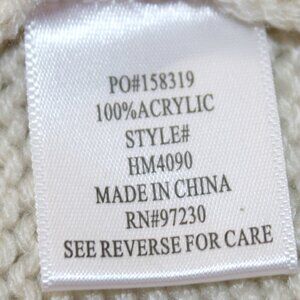 PO#158319
100%ACRYLIC
STYLE#
HM4090
MADE IN CHINA
RN#97230
SEE REVERSE FOR CARE